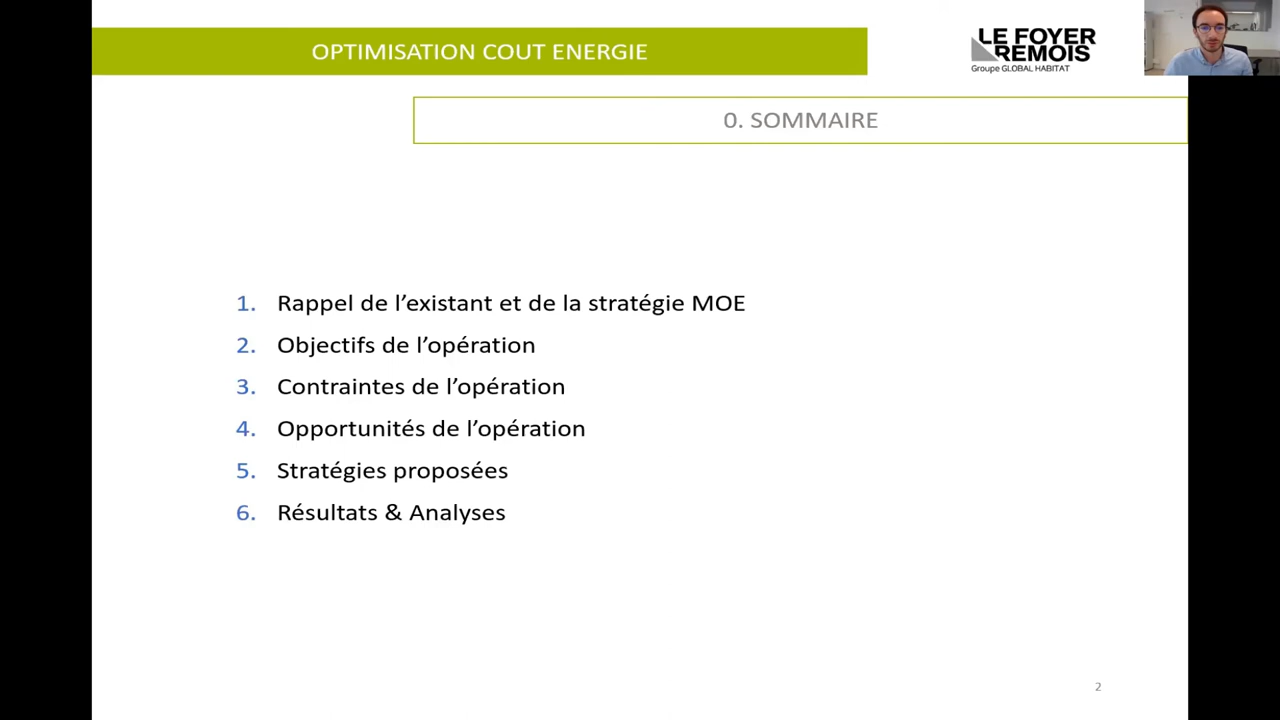 OPTIMISATION COUT ENERGIE
LE FOYER
REMOIS
Groupe GLOBAL HABITAT
0. SOMMAIRE
1. Rappel de l’existant et de la stratégie MOE
2. Objectifs de l’opération
3. Contraintes de l’opération
4. Opportunités de l’opération
5. Stratégies proposées
6. Résultats & Analyses
2